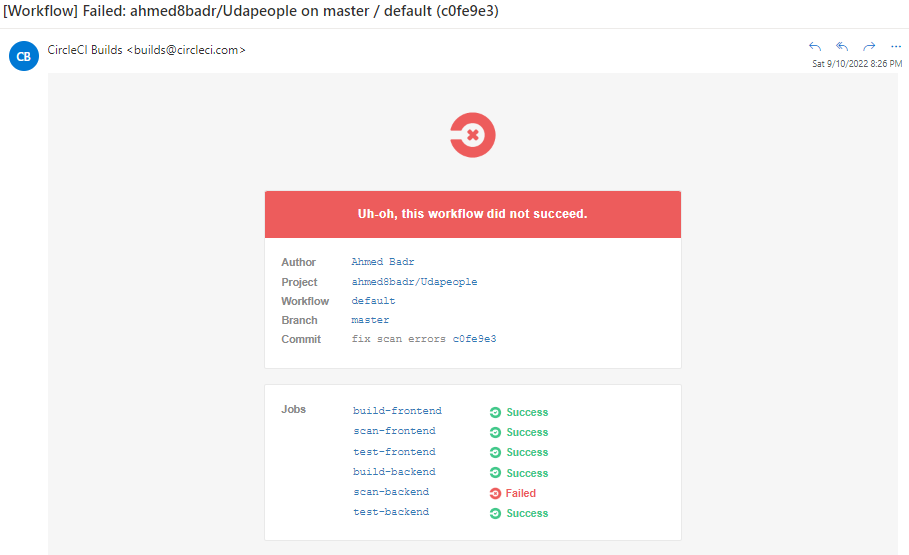 [Workflow] Failed: ahmed8badr/Udapeople on master / default (c0fe9e3)
CB
CircleCI Builds <builds@circleci.com>
Sat 9/10/2022 8:26 PM
Uh-oh, this workflow did not succeed.
Author Ahmed Badr
Project ahmed8badr/Udapeople
Workflow default
Branch master
Commit fix scan errors c0fe9e3
Jobs build-frontend Success
scan-frontend Success
test-frontend Success
build-backend Success
scan-backend Failed
test-backend Success